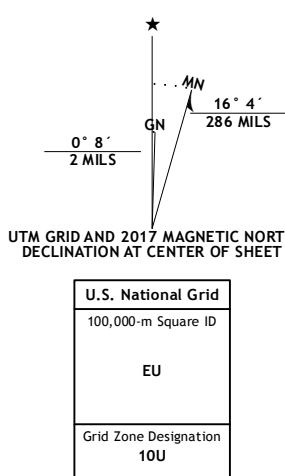 ★
MN
GN
16° 4´
286 MILS
0° 8´
2 MILS
UTM GRID AND 2017 MAGNETIC NORT
DECLINATION AT CENTER OF SHEET
U.S. National Grid
100,000-m Square ID
EU
Grid Zone Designation
10U